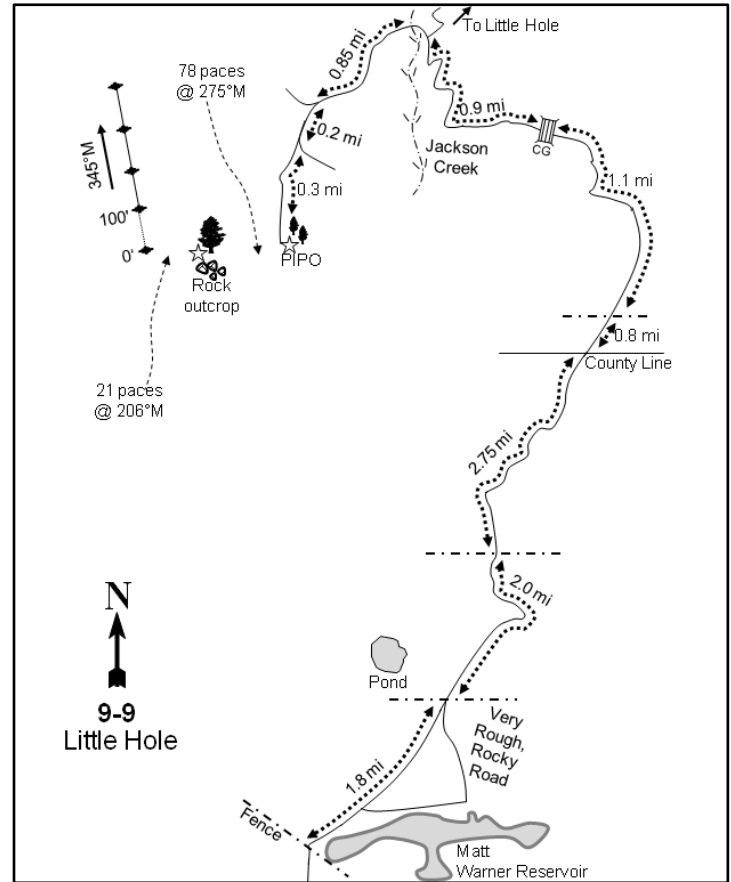 To Little Hole
0.85 mi
78 paces
@ 275°M
0.9 mi
0.2 mi
CG
345°M
Jackson
Creek
1.1 mi
0.3 mi
100'
0'
PIPO
Rock
outcrop
0.8 mi
County Line
21 paces
@ 206°M
2.75 mi
2.0 mi
N
Pond
9-9
Little Hole
Very
Rough,
Rocky
Road
1.8 mi
Fence
Matt
Warner Reservoir